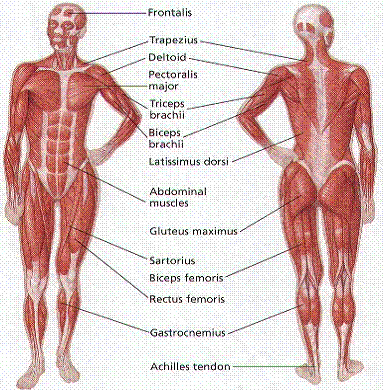 Frontalis
Trapezius
Deltoid
Pectoralis
major
Triceps
brachii
Biceps
brachii
Latissimus dorsi
Abdominal
muscles
Gluteus maximus
Sartorius
Biceps femoris
Rectus femoris
Gastrocnemius
Achilles tendon